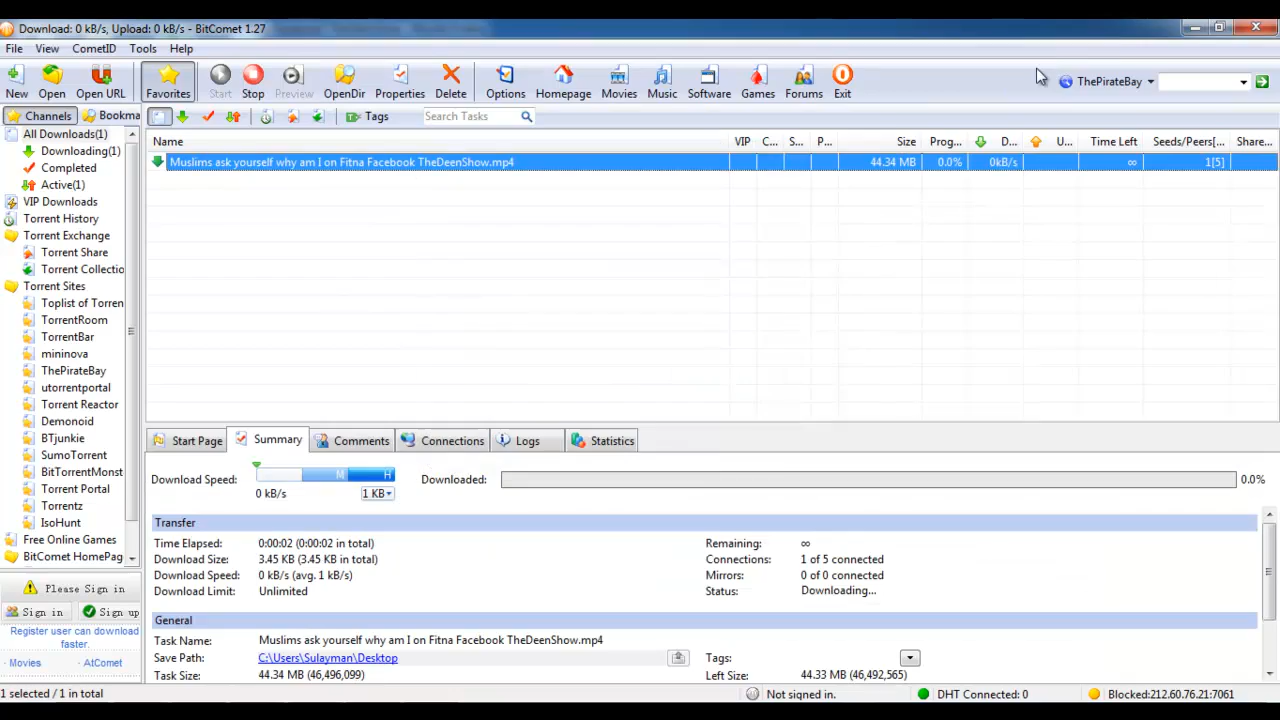 Download: 0 kB/s, Upload: 0 kB/s - BitComet 1.27
File View CometID Tools Help
New Open Open URL Favorites Start Stop Preview OpenDir Properties Delete Options Homepage Movies Music Software Games Forums Exit ThePirateBay
Channels Bookma Tags Search Tasks
All Downloads(1)
Name VIP C... S... P... Size Prog... D... U... Time Left Seeds/Peers[... Share...
Downloading(1)
Muslims ask yourself why am I on Fitna Facebook TheDeenShow.mp4 44.34 MB 0.0% 0kB/s ∞ 1[5]
Completed
Active(1)
VIP Downloads
Torrent History
Torrent Exchange
Torrent Share
Torrent Collectio
Torrent Sites
Toplist of Torren
TorrentRoom
TorrentBar
mininova
ThePirateBay
utorrentportal
Torrent Reactor
Demonoid
BTjunkie
SumoTorrent
BitTorrentMonst
Torrent Portal
Torrentz
IsoHunt
Free Online Games
BitComet HomePag
Please Sign in
Sign in Sign up
Register user can download
faster.
· Movies · AtComet
Start Page Summary Comments Connections Logs Statistics
Download Speed: M H Downloaded: 0.0%
0 kB/s 1 KB
Transfer
Time Elapsed: 0:00:02 (0:00:02 in total) Remaining: ∞
Download Size: 3.45 KB (3.45 KB in total) Connections: 1 of 5 connected
Download Speed: 0 kB/s (avg. 1 kB/s) Mirrors: 0 of 0 connected
Download Limit: Unlimited Status: Downloading...
General
Task Name: Muslims ask yourself why am I on Fitna Facebook TheDeenShow.mp4
Save Path: C:\Users\Sulayman\Desktop Tags:
Task Size: 44.34 MB (46,496,099) Left Size: 44.33 MB (46,492,565)
1 selected / 1 in total Not signed in. DHT Connected: 0 Blocked:212.60.76.21:7061